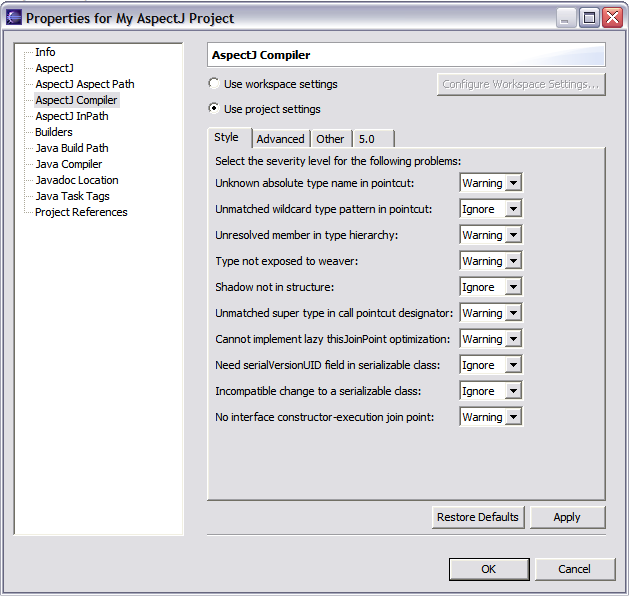 Properties for My AspectJ Project
Info
AspectJ
AspectJ Aspect Path
AspectJ Compiler
AspectJ InPath
Builders
Java Build Path
Java Compiler
Javadoc Location
Java Task Tags
Project References
AspectJ Compiler
Use workspace settings
Configure Workspace Settings...
Use project settings
Style Advanced Other 5.0
Select the severity level for the following problems:
Unknown absolute type name in pointcut: Warning
Unmatched wildcard type pattern in pointcut: Ignore
Unresolved member in type hierarchy: Warning
Type not exposed to weaver: Warning
Shadow not in structure: Ignore
Unmatched super type in call pointcut designator: Warning
Cannot implement lazy thisJoinPoint optimization: Warning
Need serialVersionUID field in serializable class: Ignore
Incompatible change to a serializable class: Ignore
No interface constructor-execution join point: Warning
Restore Defaults Apply
OK Cancel